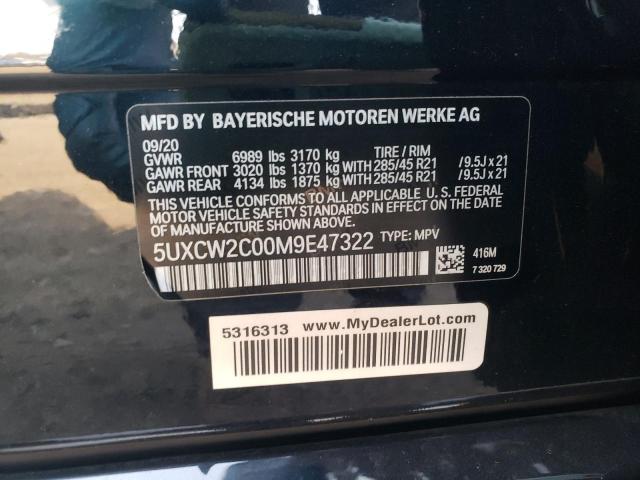 MFD BY BAYERISCHE MOTOREN WERKE AG
09/20
GVWR 6989 lbs 3170 kg TIRE / RIM
GAWR FRONT 3020 lbs 1370 kg WITH 285/45 R21 /9.5J x 21
GAWR REAR 4134 lbs 1875 kg WITH 285/45 R21 /9.5J x 21
THIS VEHICLE CONFORMS TO ALL APPLICABLE U. S. FEDERAL
MOTOR VEHICLE SAFETY STANDARDS IN EFFECT ON THE
DATE OF MANUFACTURE SHOWN ABOVE.
5UXCW2C00M9E47322 TYPE: MPV
416M
7 320 729
5316313 www.MyDealerLot.com